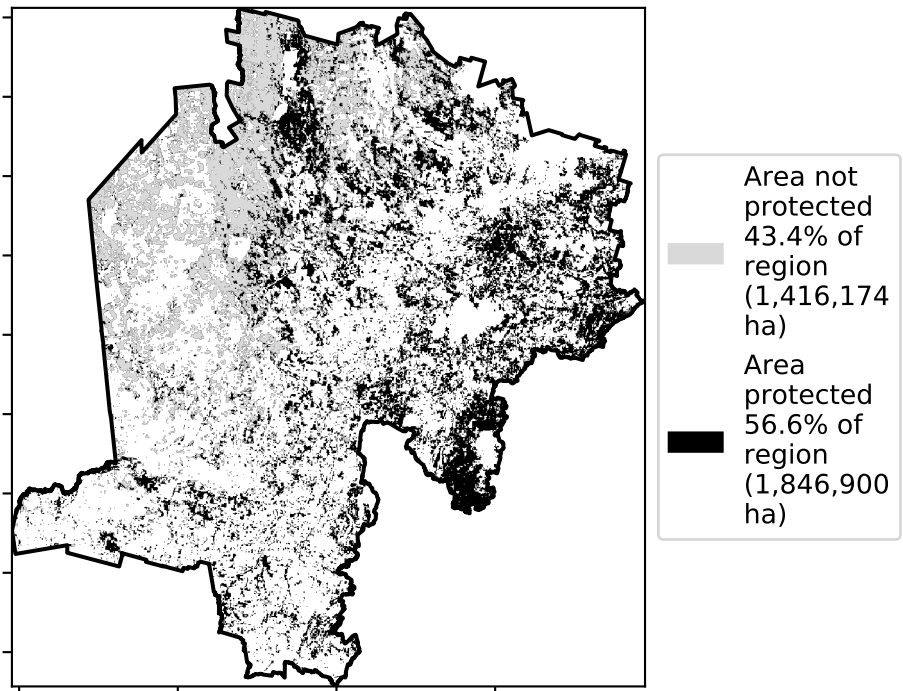 Area not
protected
43.4% of
region
(1,416,174
ha)
Area
protected
56.6% of
region
(1,846,900
ha)